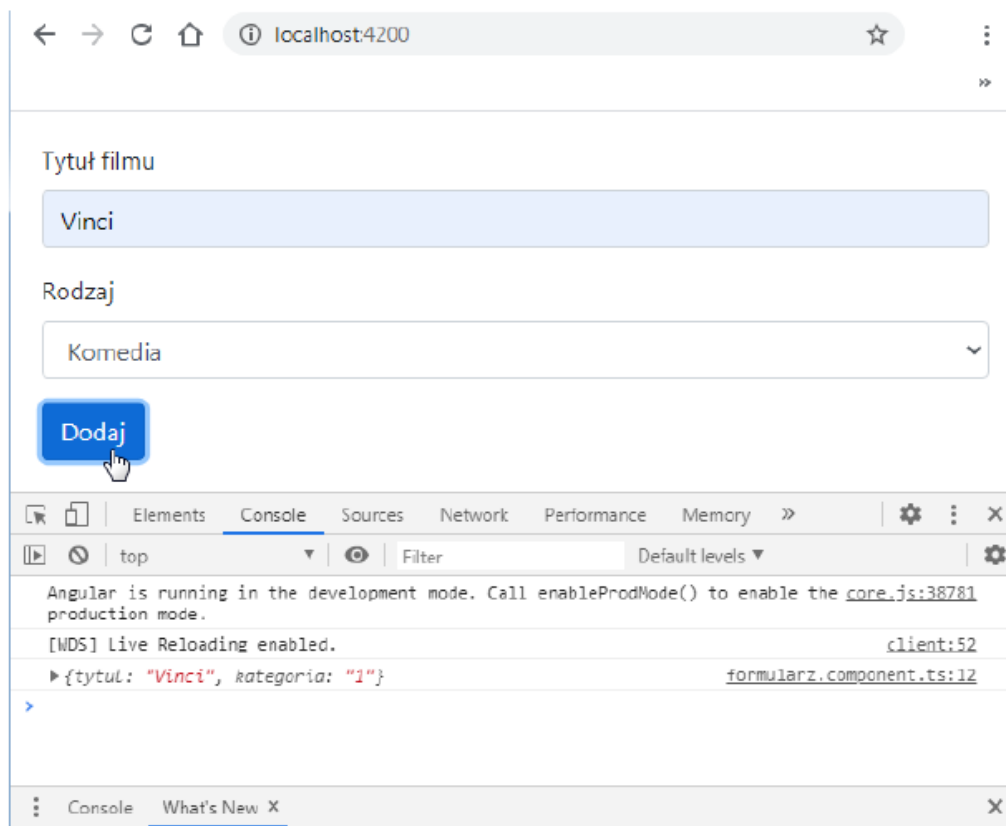 localhost:4200
»
Tytuł filmu
Vinci
Rodzaj
Komedia
Dodaj
Elements Console Sources Network Performance Memory »
top Filter Default levels ▼
Angular is running in the development mode. Call enableProdMode() to enable the core.js:38781
production mode.
[WDS] Live Reloading enabled. client:52
▶{tytul: "Vinci", kategoria: "1"} formularz.component.ts:12
>
Console What's New X